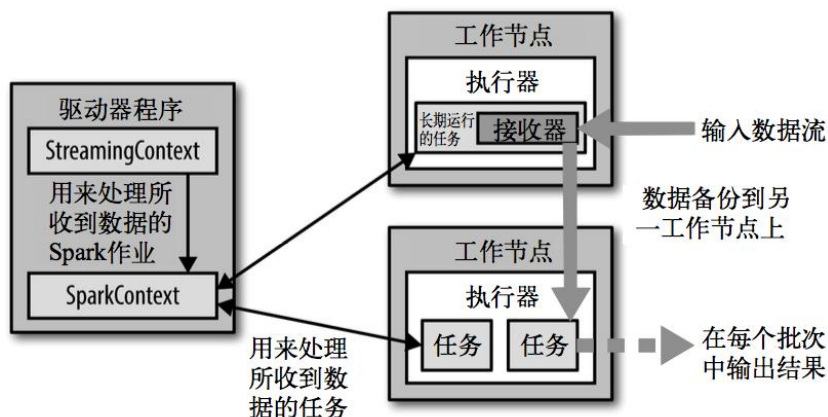 驱动器程序
StreamingContext
用来处理所
收到数据的
Spark作业
SparkContext
工作节点
执行器
长期运行
的任务
接收器
输入数据流
数据备份到另
一工作节点上
工作节点
执行器
任务
任务
用来处理
所收到数
据的任务
在每个批次
中输出结果